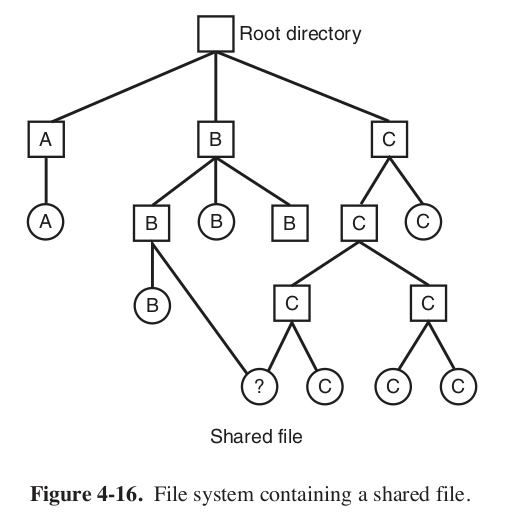 Root directory
A B C
A B B B C C
B C C
? C C C
Shared file
Figure 4-16. File system containing a shared file.